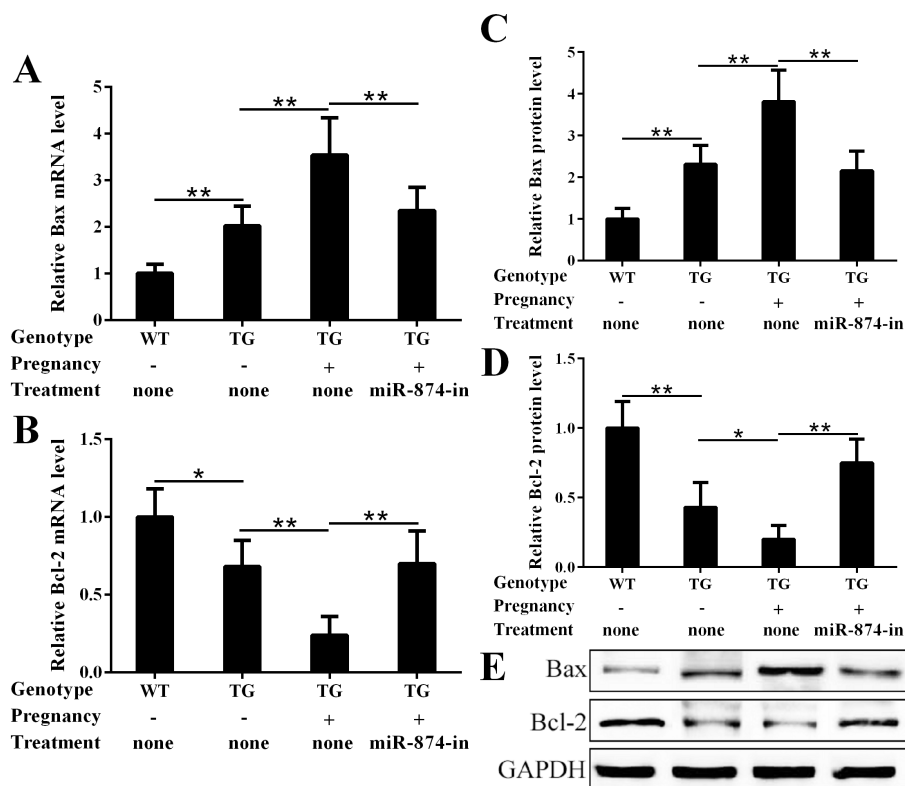 A
Relative Bax mRNA level
5
4
3
2
1
0
** ** **
Genotype WT TG TG TG
Pregnancy - - + +
Treatment none none none miR-874-in
B
Relative Bcl-2 mRNA level
1.5
1.0
0.5
0.0
* ** **
Genotype WT TG TG TG
Pregnancy - - + +
Treatment none none none miR-874-in
C
Relative Bax protein level
5
4
3
2
1
0
** ** **
Genotype WT TG TG TG
Pregnancy - - + +
Treatment none none none miR-874-in
D
Relative Bcl-2 protein level
1.5
1.0
0.5
0.0
** * **
Genotype WT TG TG TG
Pregnancy - - + +
Treatment none none none miR-874-in
E
Bax
Bcl-2
GAPDH